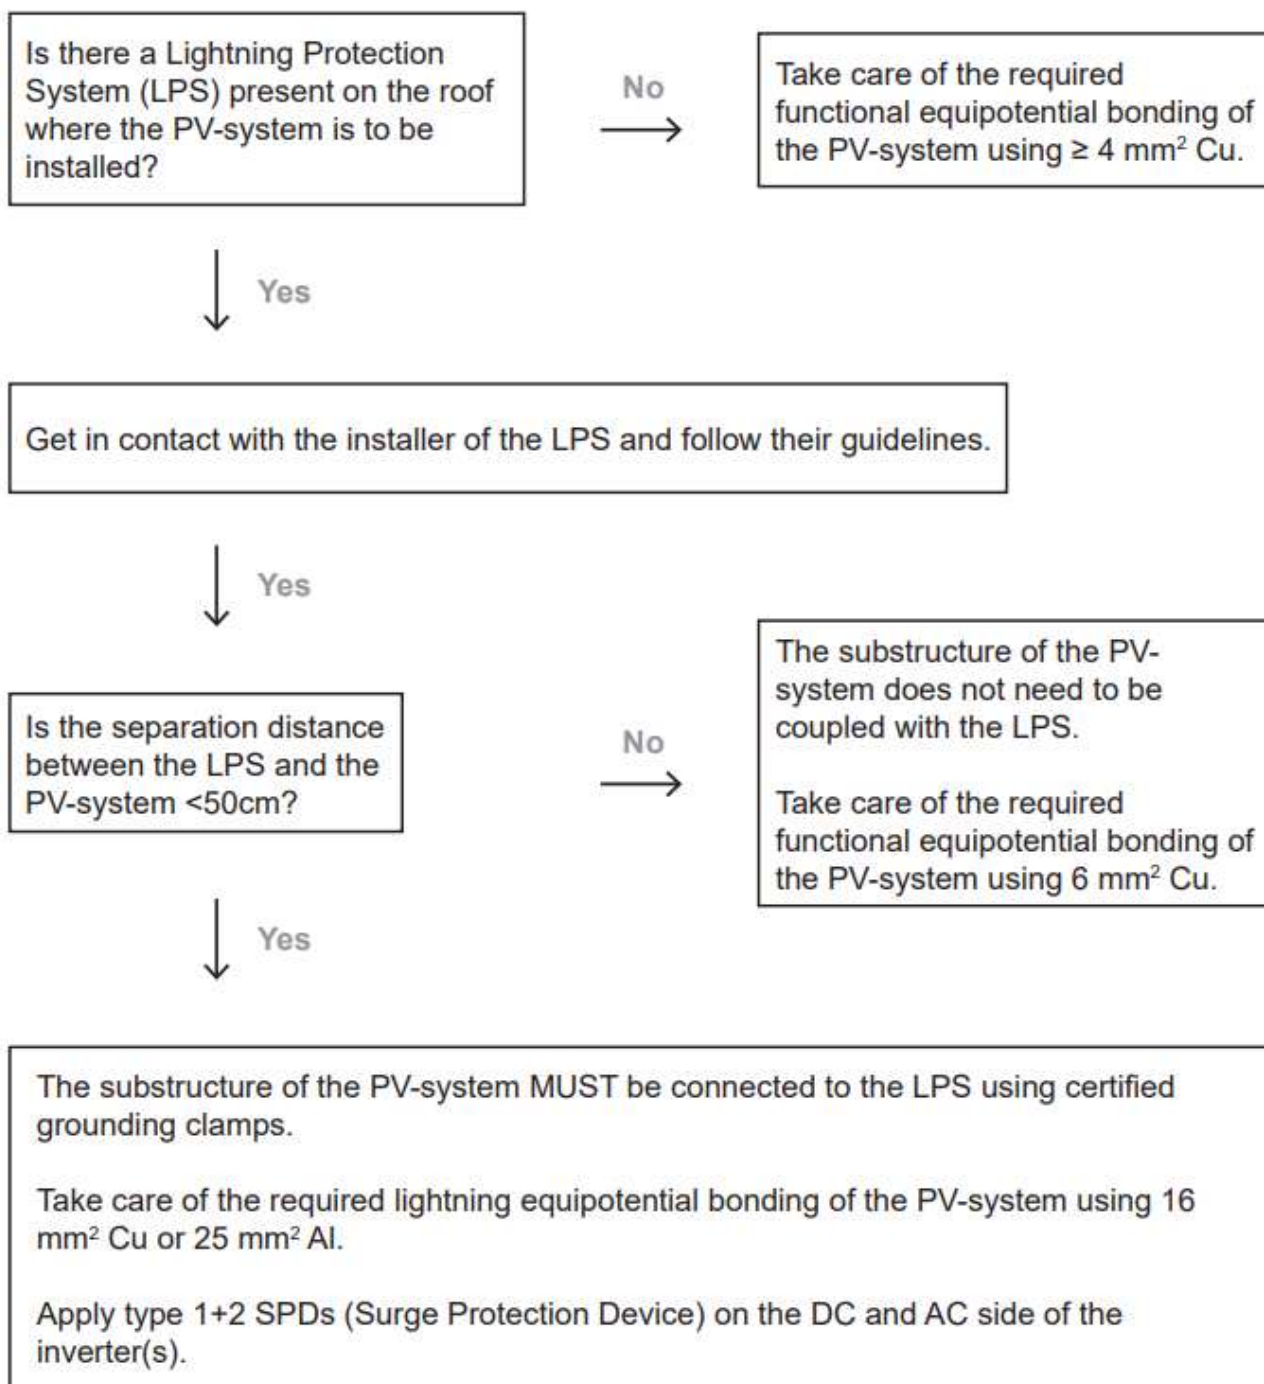 Is there a Lightning Protection
System (LPS) present on the roof
where the PV-system is to be
installed?
No
Take care of the required
functional equipotential bonding of
the PV-system using ≥ 4 mm² Cu.
Yes
Get in contact with the installer of the LPS and follow their guidelines.
Yes
Is the separation distance
between the LPS and the
PV-system <50cm?
No
The substructure of the PV-
system does not need to be
coupled with the LPS.
Take care of the required
functional equipotential bonding of
the PV-system using 6 mm² Cu.
Yes
The substructure of the PV-system MUST be connected to the LPS using certified
grounding clamps.
Take care of the required lightning equipotential bonding of the PV-system using 16
mm² Cu or 25 mm² Al.
Apply type 1+2 SPDs (Surge Protection Device) on the DC and AC side of the
inverter(s).